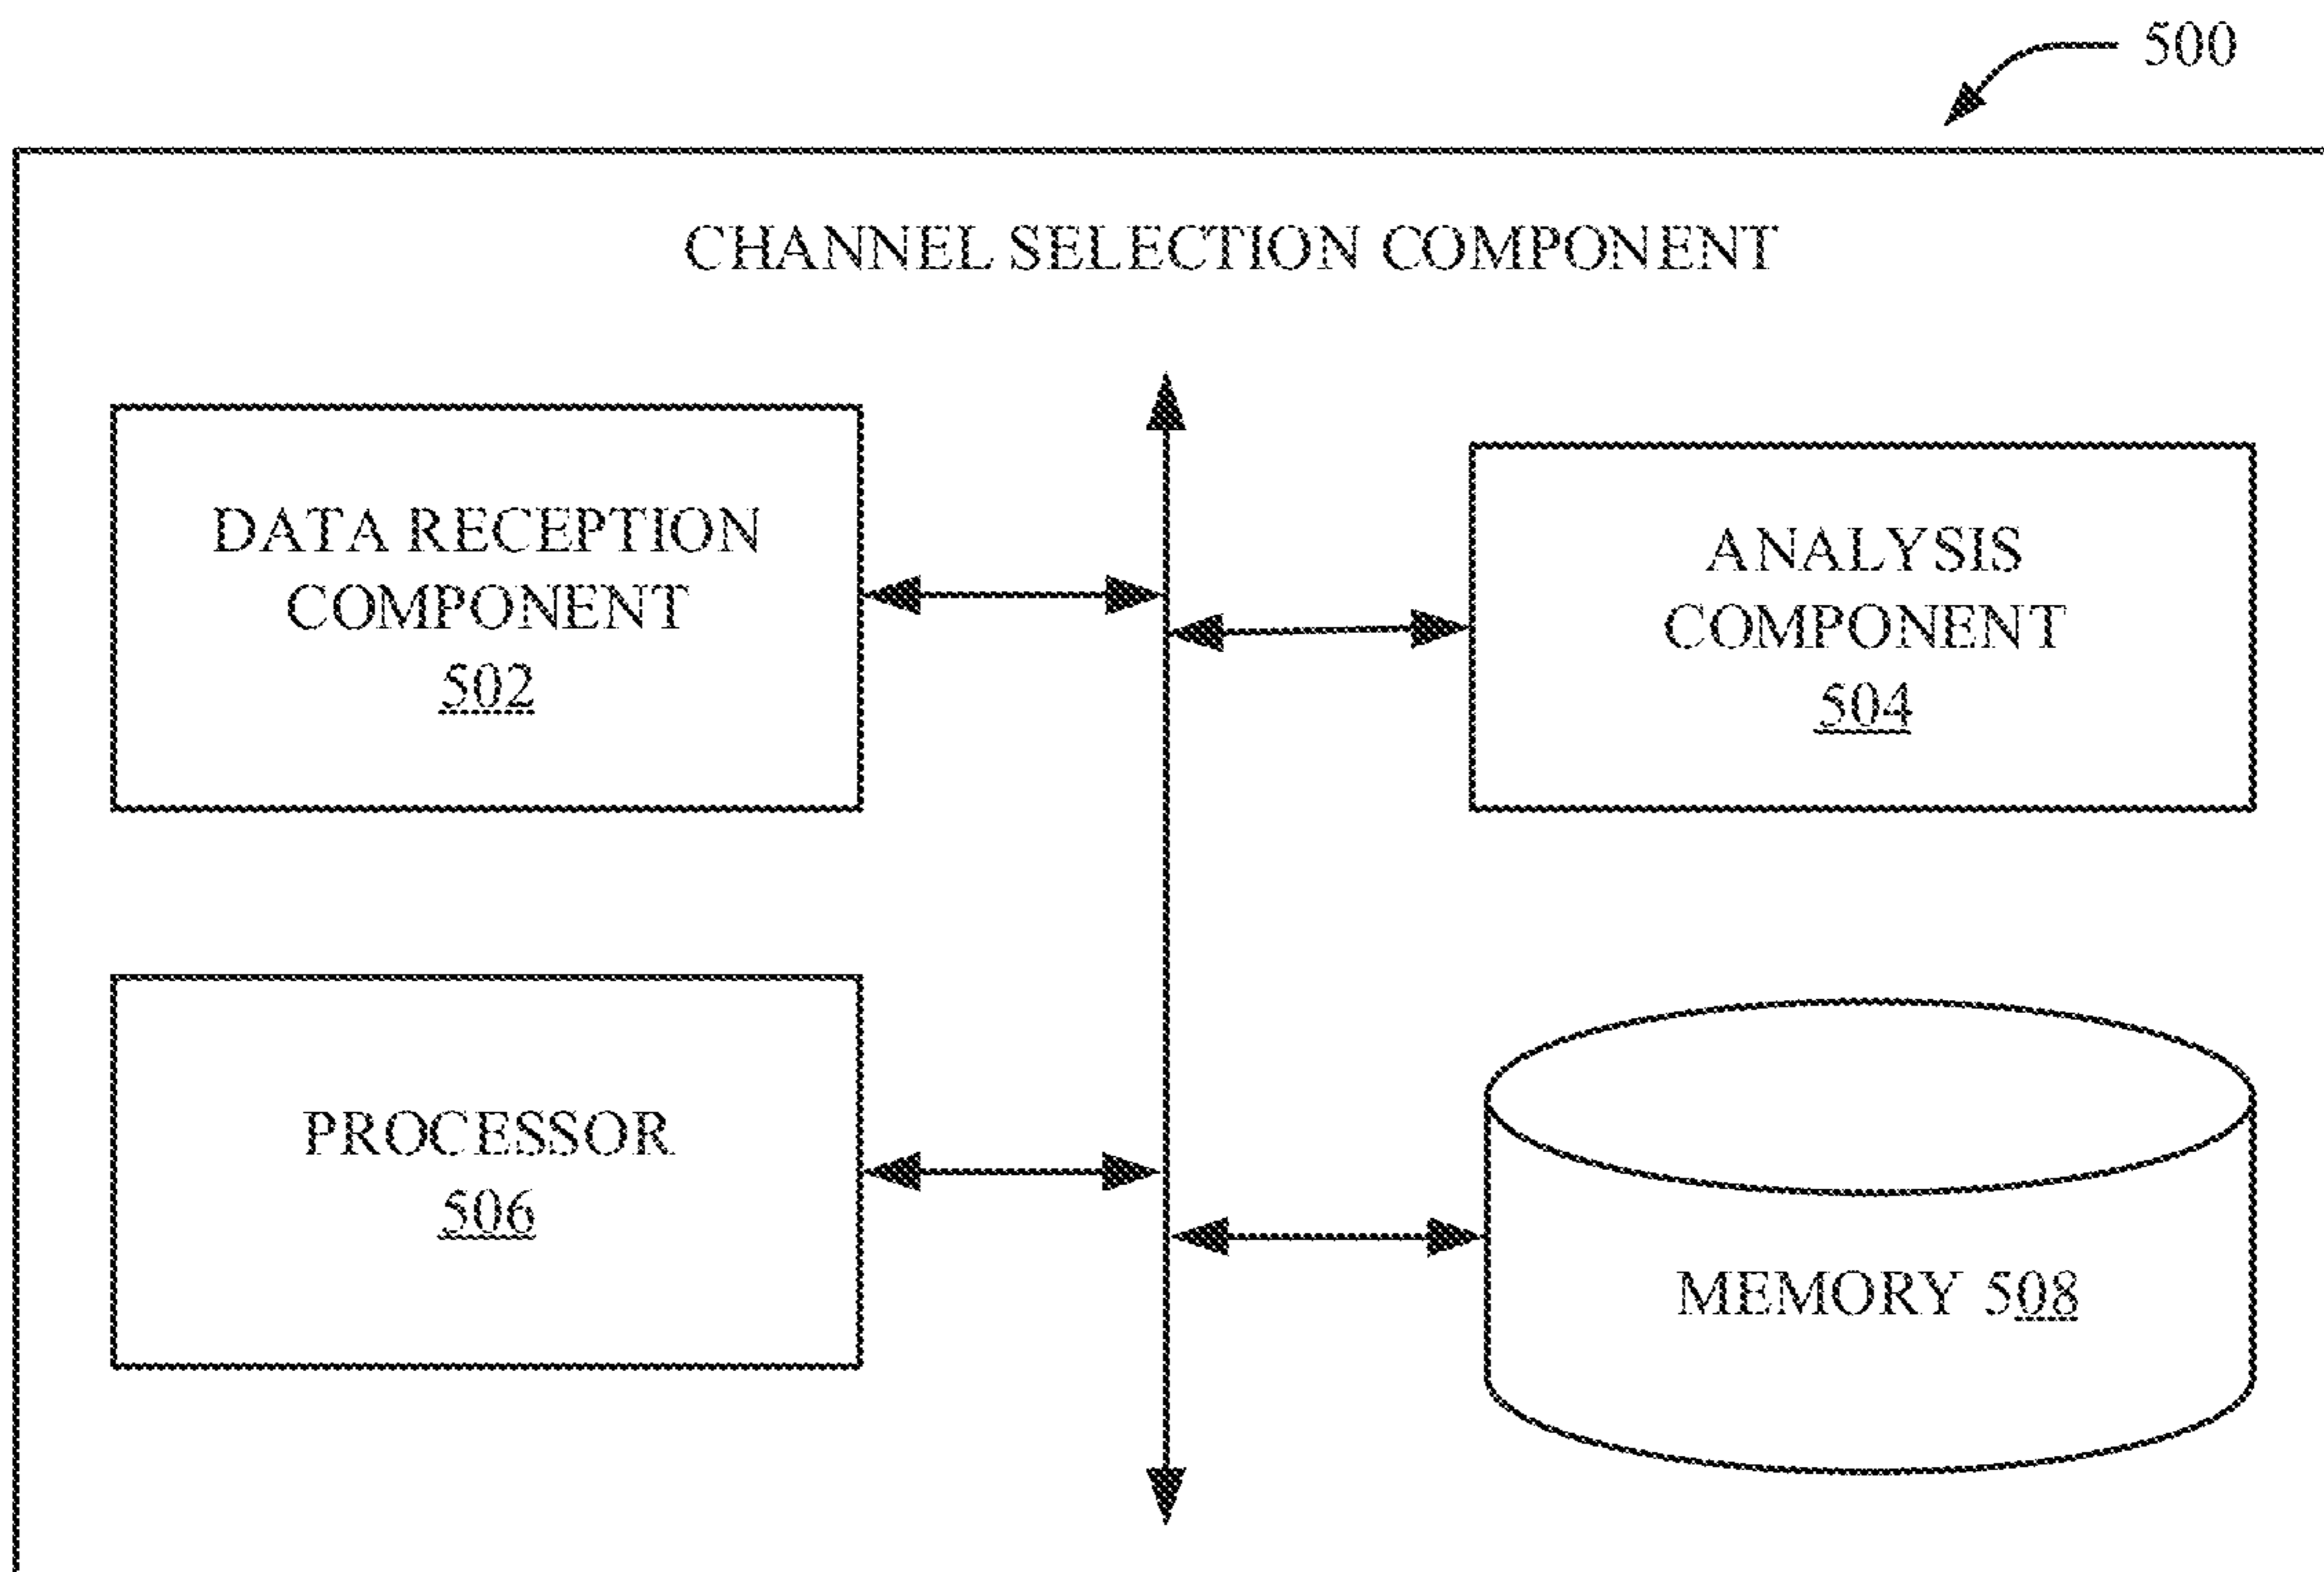 500
CHANNEL SELECTION COMPONENT
DATA RECEPTION
COMPONENT
502
ANALYSIS
COMPONENT
504
PROCESSOR
506
MEMORY 508